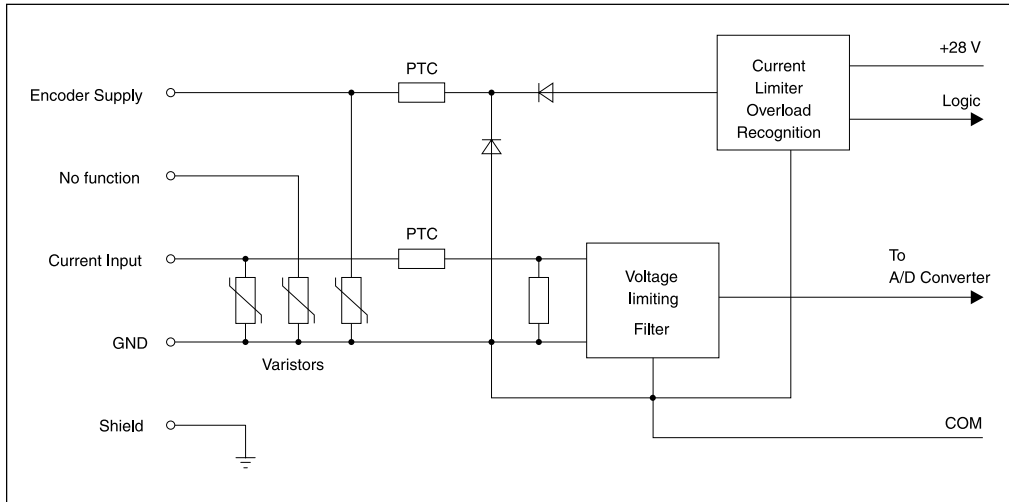 +28 V
PTC
Current
Limiter
Overload
Recognition
Encoder Supply
Logic
No function
PTC
Current Input
To
A/D Converter
Voltage
limiting
Filter
GND
Varistors
Shield
COM